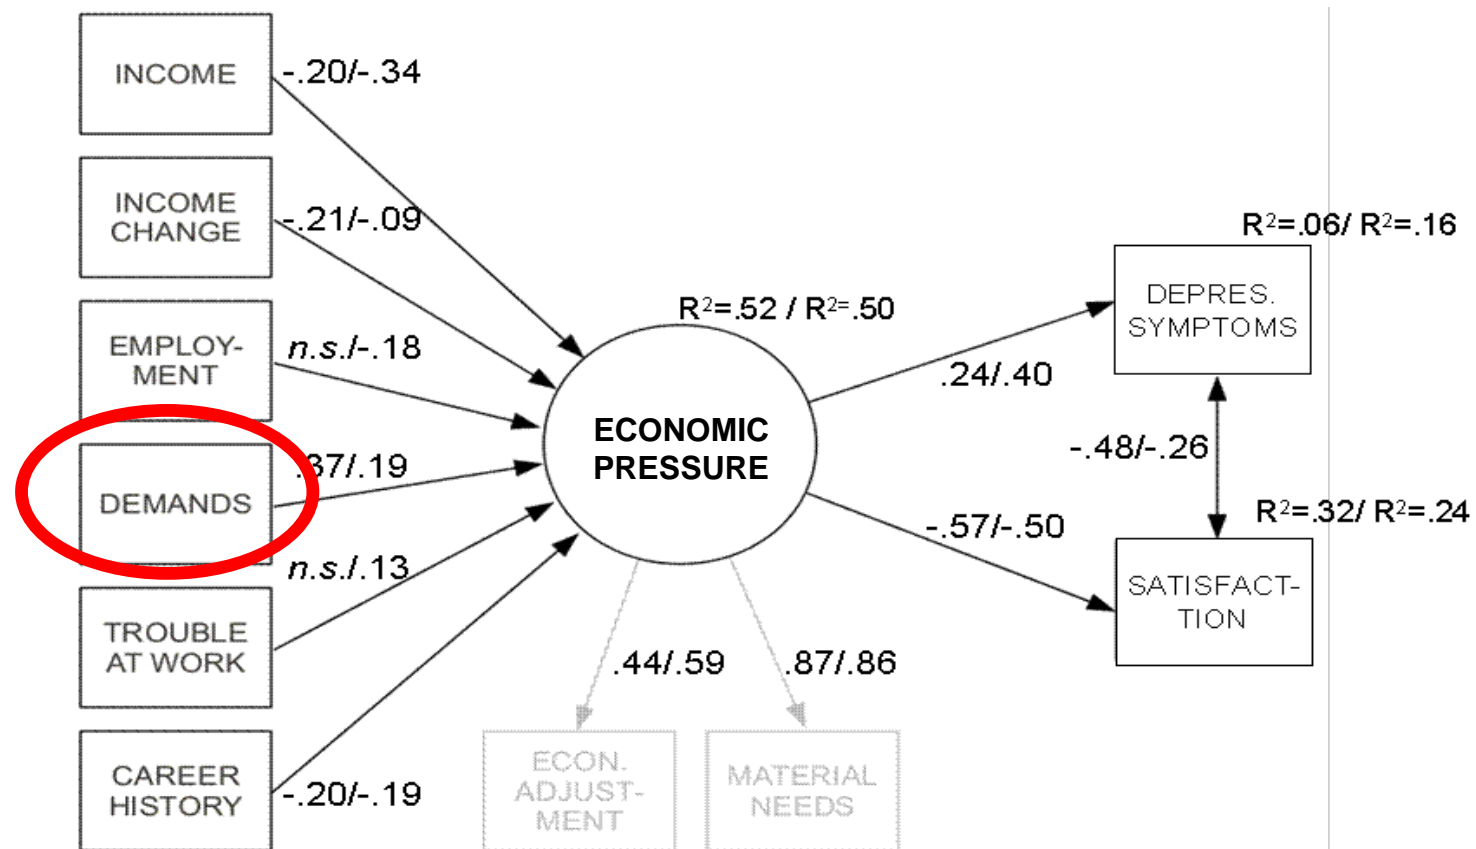 INCOME
-.20/-.34
INCOME
CHANGE
-.21/-.09
EMPLOY-
MENT
n.s./-.18
DEMANDS
.37/.19
n.s./.13
TROUBLE
AT WORK
CAREER
HISTORY
-.20/-.19
R²=.52 / R²=.50
ECONOMIC
PRESSURE
.44/.59
.87/.86
ECON.
ADJUST-
MENT
MATERIAL
NEEDS
.24/.40
-.57/-.50
R²=.06/ R²=.16
DEPRES.
SYMPTOMS
-.48/-.26
R²=.32/ R²=.24
SATISFACT-
TION